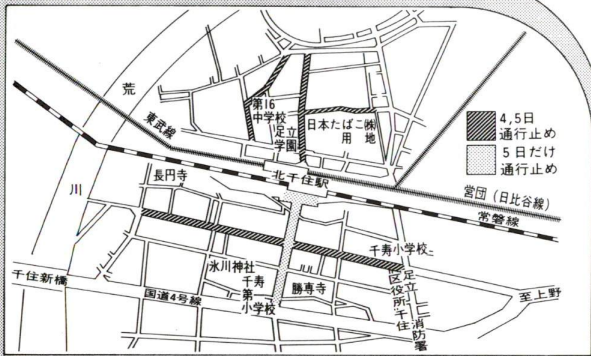 荒
川
東武線
第16
中学校
足立
学園
日本たばこ㈱
用地
4,5日
通行止め
5日だけ
通行止め
北千住駅
営団（日比谷線）
常磐線
長円寺
千寿小学校
氷川神社
千寿
第一
小学校
勝専寺
足立
区役所
千住
消防署
千住新橋
国道4号線
至上野